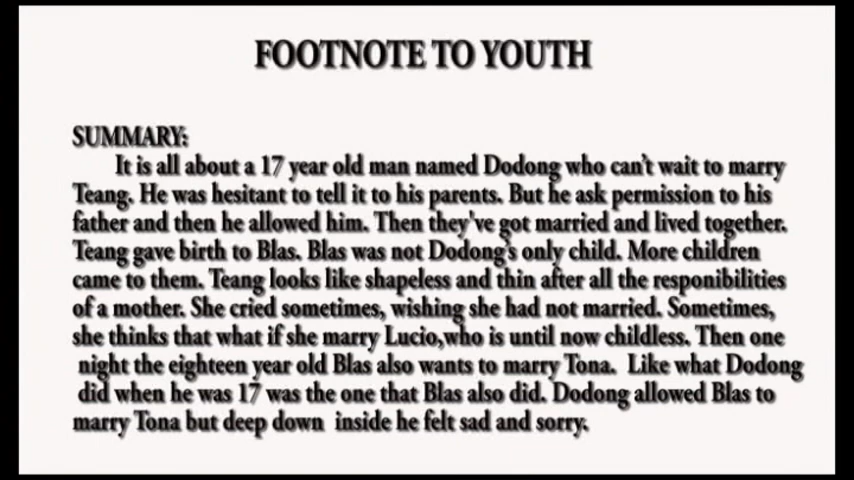 FOOTNOTE TO YOUTH
SUMMARY:
It is all about a 17 year old man named Dodong who can't wait to marry
Teang. He was hesitant to tell it to his parents. But he ask permission to his
father and then he allowed him. Then they've got married and lived together.
Teang gave birth to Blas. Blas was not Dodong's only child. More children
came to them. Teang looks like shapeless and thin after all the responibilities
of a mother. She cried sometimes, wishing she had not married. Sometimes,
she thinks that what if she marry Lucio,who is until now childless. Then one
night the eighteen year old Blas also wants to marry Tona. Like what Dodong
did when he was 17 was the one that Blas also did. Dodong allowed Blas to
marry Tona but deep down inside he felt sad and sorry.